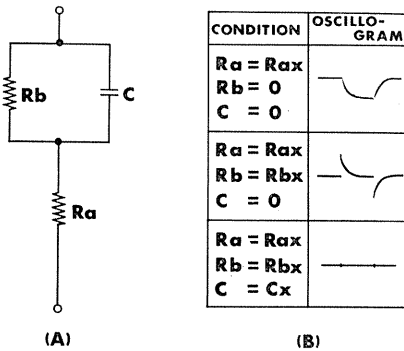 Rb
C
Ra
(A)
CONDITION
OSCILLO-
GRAM
Ra = Rax
Rb = 0
C = 0
Ra = Rax
Rb = Rbx
C = 0
Ra = Rax
Rb = Rbx
C = Cx
(B)